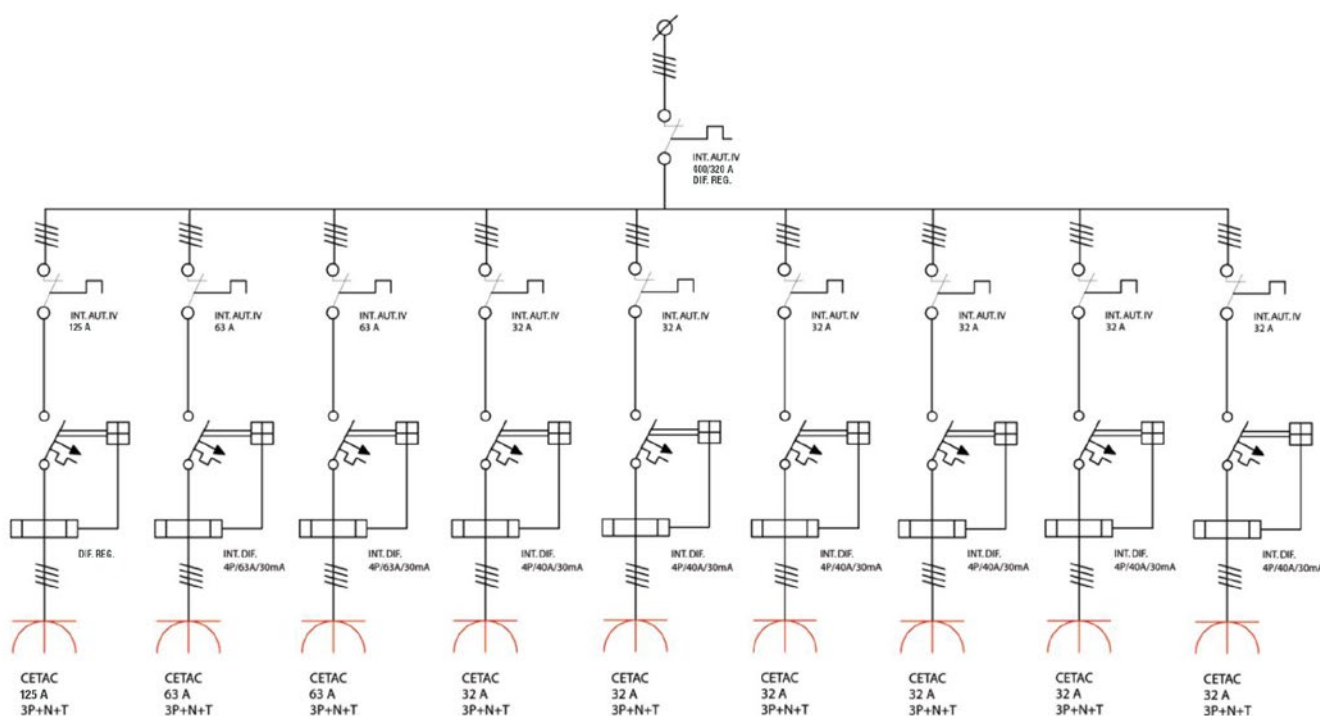 INT. AUT. IV
400/320 A
DIF. REG.
INT. AUT. IV
125 A
INT. AUT. IV
63 A
INT. AUT. IV
63 A
INT. AUT. IV
32 A
INT. AUT. IV
32 A
INT. AUT. IV
32 A
INT. AUT. IV
32 A
INT. AUT. IV
32 A
INT. AUT. IV
32 A
DIF. REG.
INT. DIF.
4P/63A/30mA
INT. DIF.
4P/63A/30mA
INT. DIF.
4P/40A/30mA
INT. DIF.
4P/40A/30mA
INT. DIF.
4P/40A/30mA
INT. DIF.
4P/40A/30mA
INT. DIF.
4P/40A/30mA
INT. DIF.
4P/40A/30mA
CETAC
125 A
3P+N+T
CETAC
63 A
3P+N+T
CETAC
63 A
3P+N+T
CETAC
32 A
3P+N+T
CETAC
32 A
3P+N+T
CETAC
32 A
3P+N+T
CETAC
32 A
3P+N+T
CETAC
32 A
3P+N+T
CETAC
32 A
3P+N+T